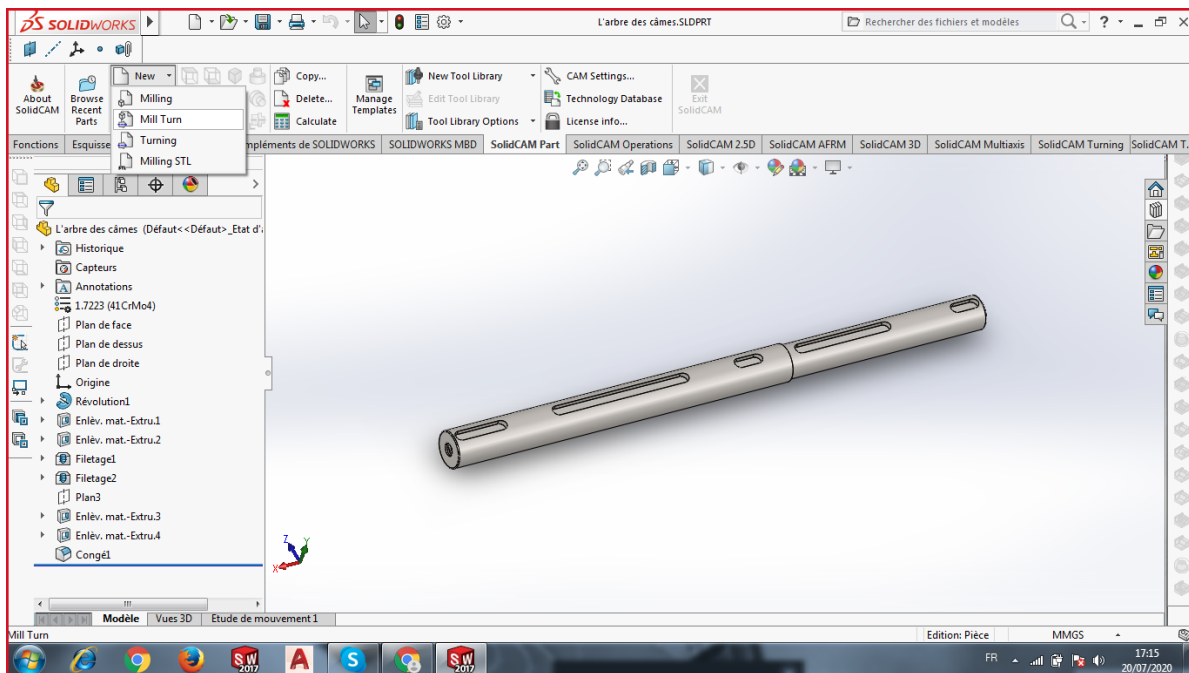 SOLIDWORKS
L'arbre des câmes.SLDPRT
Rechercher des fichiers et modèles
New
Copy...
New Tool Library
CAM Settings...
About SolidCAM
Browse Recent Parts
Milling
Delete...
Manage Templates
Edit Tool Library
Technology Database
Exit SolidCAM
Mill Turn
Calculate
Tool Library Options
License info...
Turning
Milling STL
Fonctions
Esquisse
mpléments de SOLIDWORKS
SOLIDWORKS MBD
SolidCAM Part
SolidCAM Operations
SolidCAM 2.5D
SolidCAM AFRM
SolidCAM 3D
SolidCAM Multiaxis
SolidCAM Turning
SolidCAM T..
L'arbre des câmes (Défaut<<Défaut>_Etat d'
Historique
Capteurs
Annotations
1.7223 (41CrMo4)
Plan de face
Plan de dessus
Plan de droite
Origine
Révolution1
Enlèv. mat.-Extru.1
Enlèv. mat.-Extru.2
Filetage1
Filetage2
Plan3
Enlèv. mat.-Extru.3
Enlèv. mat.-Extru.4
Congé1
Z
Y
X
Modèle
Vues 3D
Etude de mouvement 1
Mill Turn
Edition: Pièce
MMGS
SW 2017
SW 2017
FR
17:15
20/07/2020